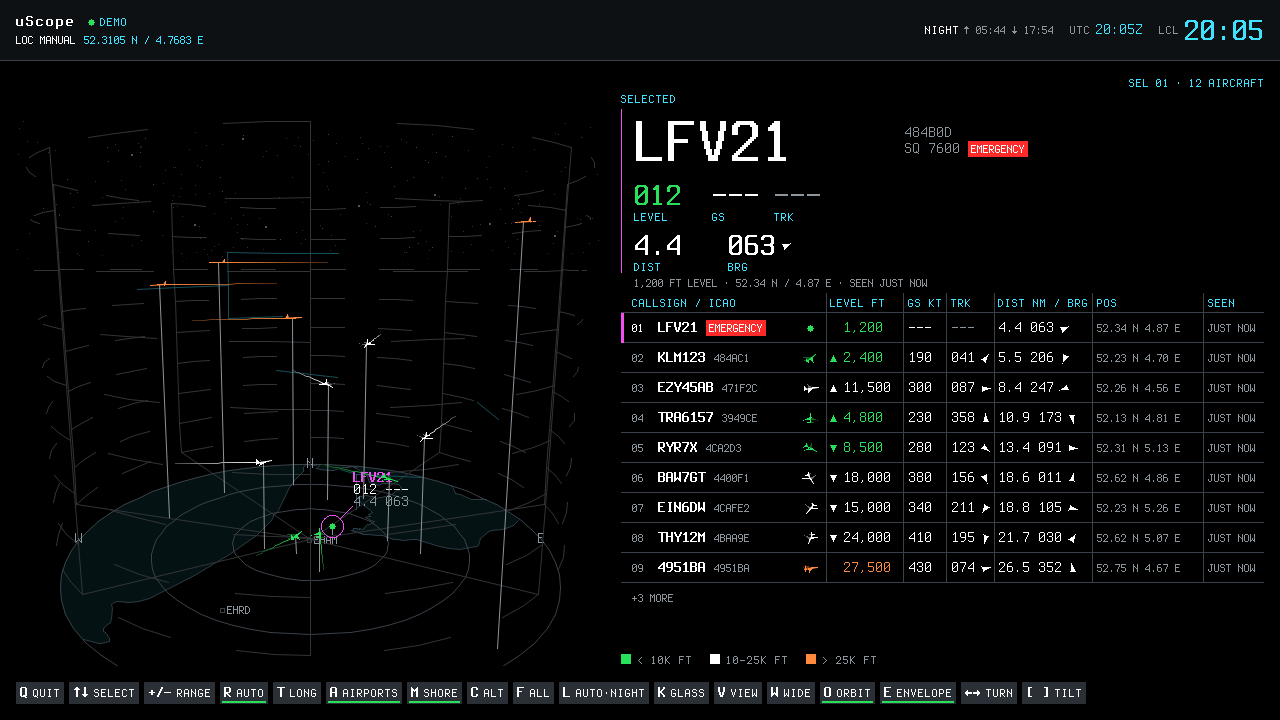 uScope DEMO
LOC MANUAL 52.3105 N / 4.7683 E
NIGHT ↑ 05:44 ↓ 17:54 UTC 20:05Z LCL 20:05
SEL 01 · 12 AIRCRAFT
SELECTED
LFV21
484B0D
SQ 7600 EMERGENCY
012 --- ---
LEVEL GS TRK
4.4 063
DIST BRG
1,200 FT LEVEL · 52.34 N / 4.87 E · SEEN JUST NOW
CALLSIGN / ICAO LEVEL FT GS KT TRK DIST NM / BRG POS SEEN
01 LFV21 EMERGENCY 1,200 --- --- 4.4 063 52.34 N 4.87 E JUST NOW
02 KLM123 484AC1 ▲ 2,400 190 041 5.5 206 52.23 N 4.70 E JUST NOW
03 EZY45AB 471F2C ▲ 11,500 300 087 8.4 247 52.26 N 4.56 E JUST NOW
04 TRA6157 3949CE ▲ 4,800 230 358 10.9 173 52.13 N 4.81 E JUST NOW
05 RYR7X 4CA2D3 ▼ 8,500 280 123 13.4 091 52.31 N 5.13 E JUST NOW
06 BAW7GT 4400F1 ▼ 18,000 380 156 18.6 011 52.62 N 4.86 E JUST NOW
07 EIN6DW 4CAFE2 ▼ 15,000 340 211 18.8 105 52.23 N 5.26 E JUST NOW
08 THY12M 4BAA9E ▼ 24,000 410 195 21.7 030 52.62 N 5.07 E JUST NOW
09 4951BA 4951BA 27,500 430 074 26.5 352 52.75 N 4.67 E JUST NOW
+3 MORE
< 10K FT 10-25K FT > 25K FT
N
LFV21
012 ---
4.4 063
W
E
EHAM
EHRD
Q QUIT ↑↓ SELECT +/- RANGE R AUTO T LONG A AIRPORTS M SHORE C ALT F ALL L AUTO·NIGHT K GLASS V VIEW W WIDE O ORBIT E ENVELOPE ←→ TURN [ ] TILT